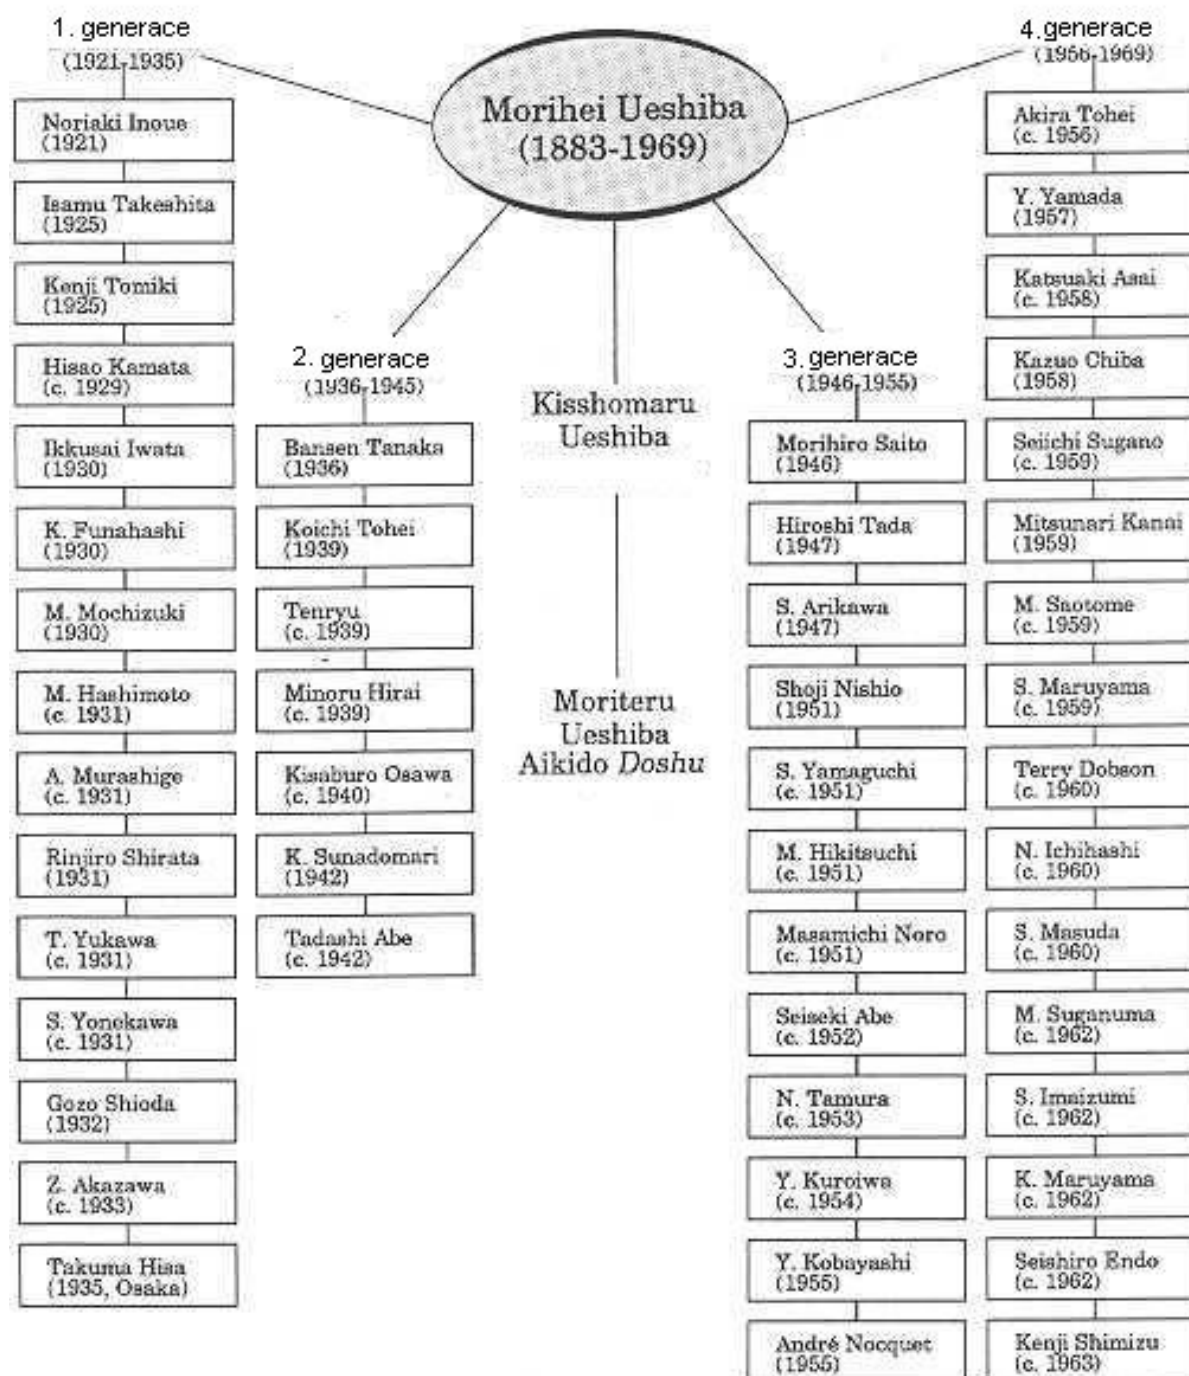 1. generace
(1921-1935)
Noriaki Inoue
(1921)
Isamu Takeshita
(1925)
Kenji Tomiki
(1925)
Hisao Kamata
(c. 1929)
Ikkusai Iwata
(1930)
K. Funahashi
(1930)
M. Mochizuki
(1930)
M. Hashimoto
(c. 1931)
A. Murashige
(c. 1931)
Rinjiro Shirata
(1931)
T. Yukawa
(c. 1931)
S. Yonekawa
(c. 1931)
Gozo Shioda
(1932)
Z. Akazawa
(c. 1933)
Takuma Hisa
(1935, Osaka)
2. generace
(1936-1945)
Bansen Tanaka
(1936)
Koichi Tohei
(1939)
Tenryu
(c. 1939)
Minoru Hirai
(c. 1939)
Kisaburo Osawa
(c. 1940)
K. Sunadomari
(1942)
Tadashi Abe
(c. 1942)
Morihei Ueshiba
(1883-1969)
Kisshomaru
Ueshiba
Moriteru
Ueshiba
Aikido Doshu
3. generace
(1946-1955)
Morihiro Saito
(1946)
Hiroshi Tada
(1947)
S. Arikawa
(1947)
Shoji Nishio
(1951)
S. Yamaguchi
(c. 1951)
M. Hikitsuchi
(c. 1951)
Masamichi Noro
(c. 1951)
Seiseki Abe
(c. 1952)
N. Tamura
(c. 1953)
Y. Kuroiwa
(c. 1954)
Y. Kobayashi
(1955)
André Nocquet
(1955)
4. generace
(1956-1969)
Akira Tohei
(c. 1956)
Y. Yamada
(1957)
Katsuaki Asai
(c. 1958)
Kazuo Chiba
(1958)
Seiichi Sugano
(c. 1959)
Mitsunari Kanai
(1959)
M. Saotome
(c. 1959)
S. Maruyama
(c. 1959)
Terry Dobson
(c. 1960)
N. Ichihashi
(c. 1960)
S. Masuda
(c. 1960)
M. Suganuma
(c. 1962)
S. Imaizumi
(c. 1962)
K. Maruyama
(c. 1962)
Seishiro Endo
(c. 1962)
Kenji Shimizu
(c. 1963)